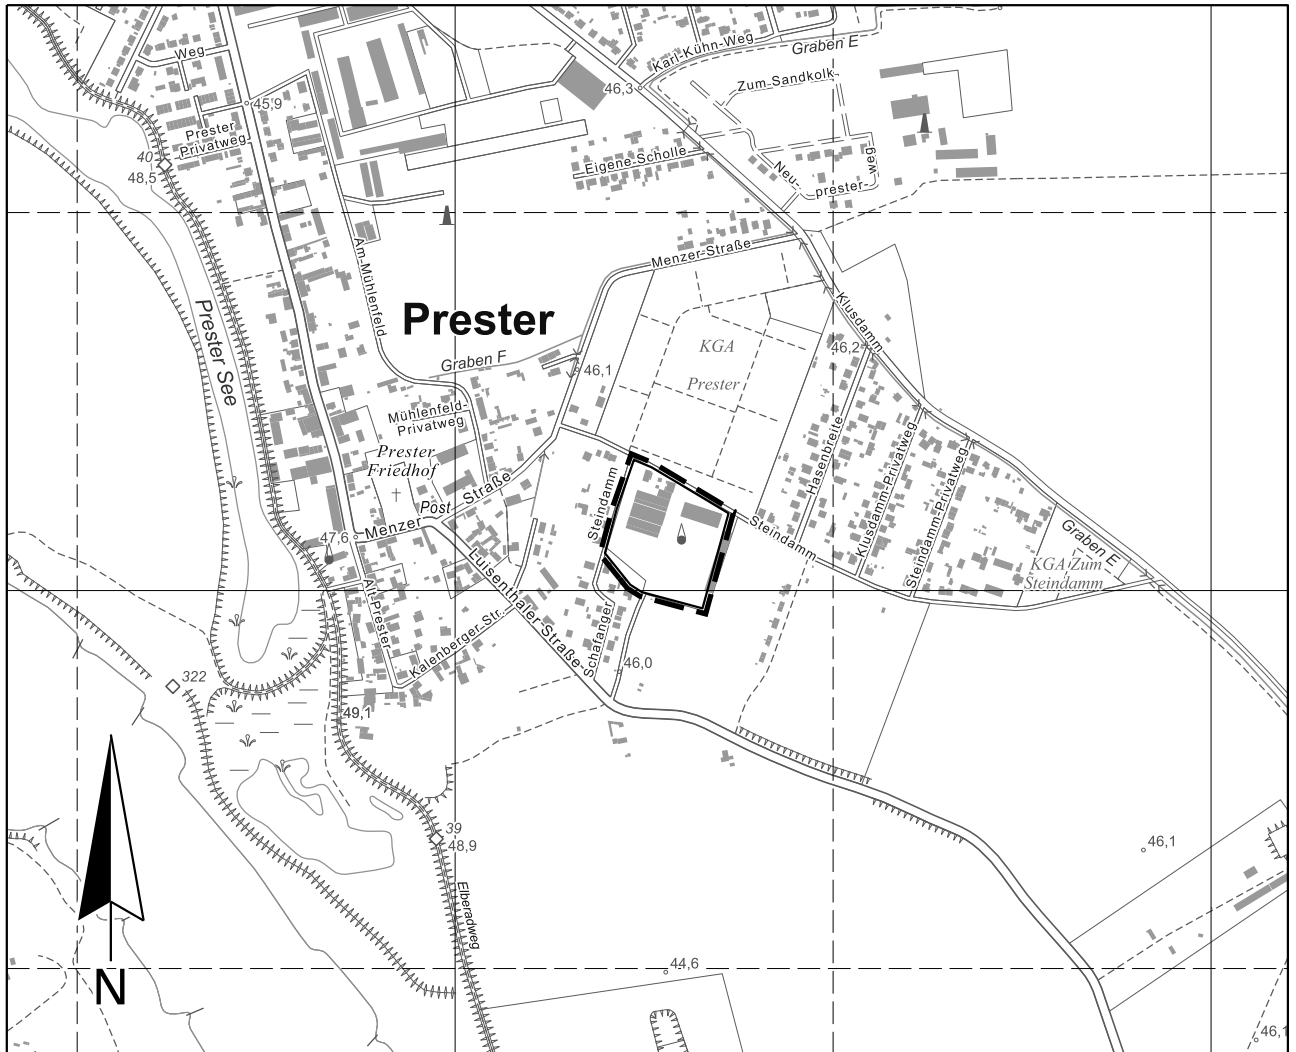 Weg
Karl-Kühn-Weg
Graben E
Zum-Sandkolk
46,3
45,9
Prester
Privatweg
40
48,5
Eigene-Scholle
Neu-
prester-
weg
Menzer-Straße
Am-Mühlenfeld
Prester See
Prester
Klusdamm
46,2
KGA
Prester
Graben F
46,1
Mühlenfeld-
Privatweg
Prester
Friedhof
Hasenbreite
Klusdamm-Privatweg
Steindamm-Privatweg
Menzer
Post
Straße
Steindamm
Steindamm
47,6
Graben E
KGA Zum
Steindamm
Luisenthaler-Straße
Alt-Prester
Kalenberger-Str.
Schafanger
46,0
322
49,1
39
48,9
Elberadweg
46,1
44,6
46,1
N